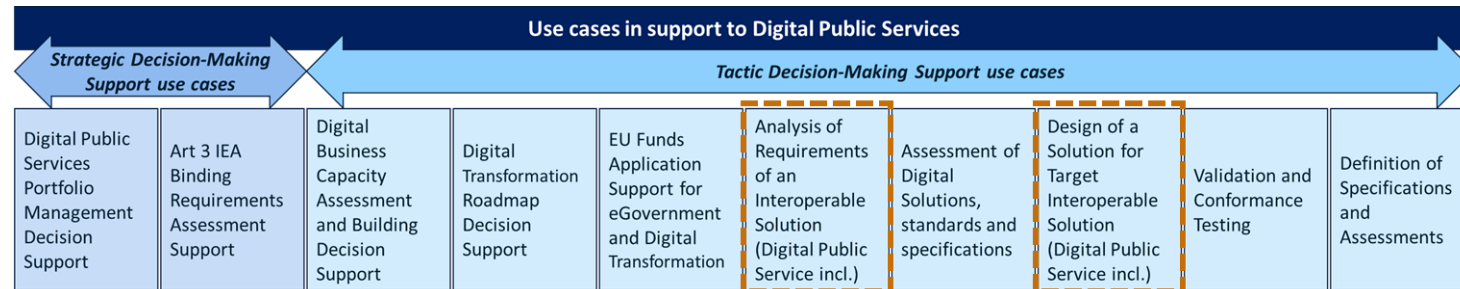 Use cases in support to Digital Public Services
Strategic Decision-Making
Support use cases
Tactic Decision-Making Support use cases
Digital Public
Services
Portfolio
Management
Decision
Support
Art 3 IEA
Binding
Requirements
Assessment
Support
Digital
Business
Capacity
Assessment
and Building
Decision
Support
Digital
Transformation
Roadmap
Decision
Support
EU Funds
Application
Support for
eGovernment
and Digital
Transformation
Analysis of
Requirements
of an
Interoperable
Solution
(Digital Public
Service incl.)
Assessment of
Digital
Solutions,
standards and
specifications
Design of a
Solution for
Target
Interoperable
Solution
(Digital Public
Service incl.)
Validation and
Conformance
Testing
Definition of
Specifications
and
Assessments